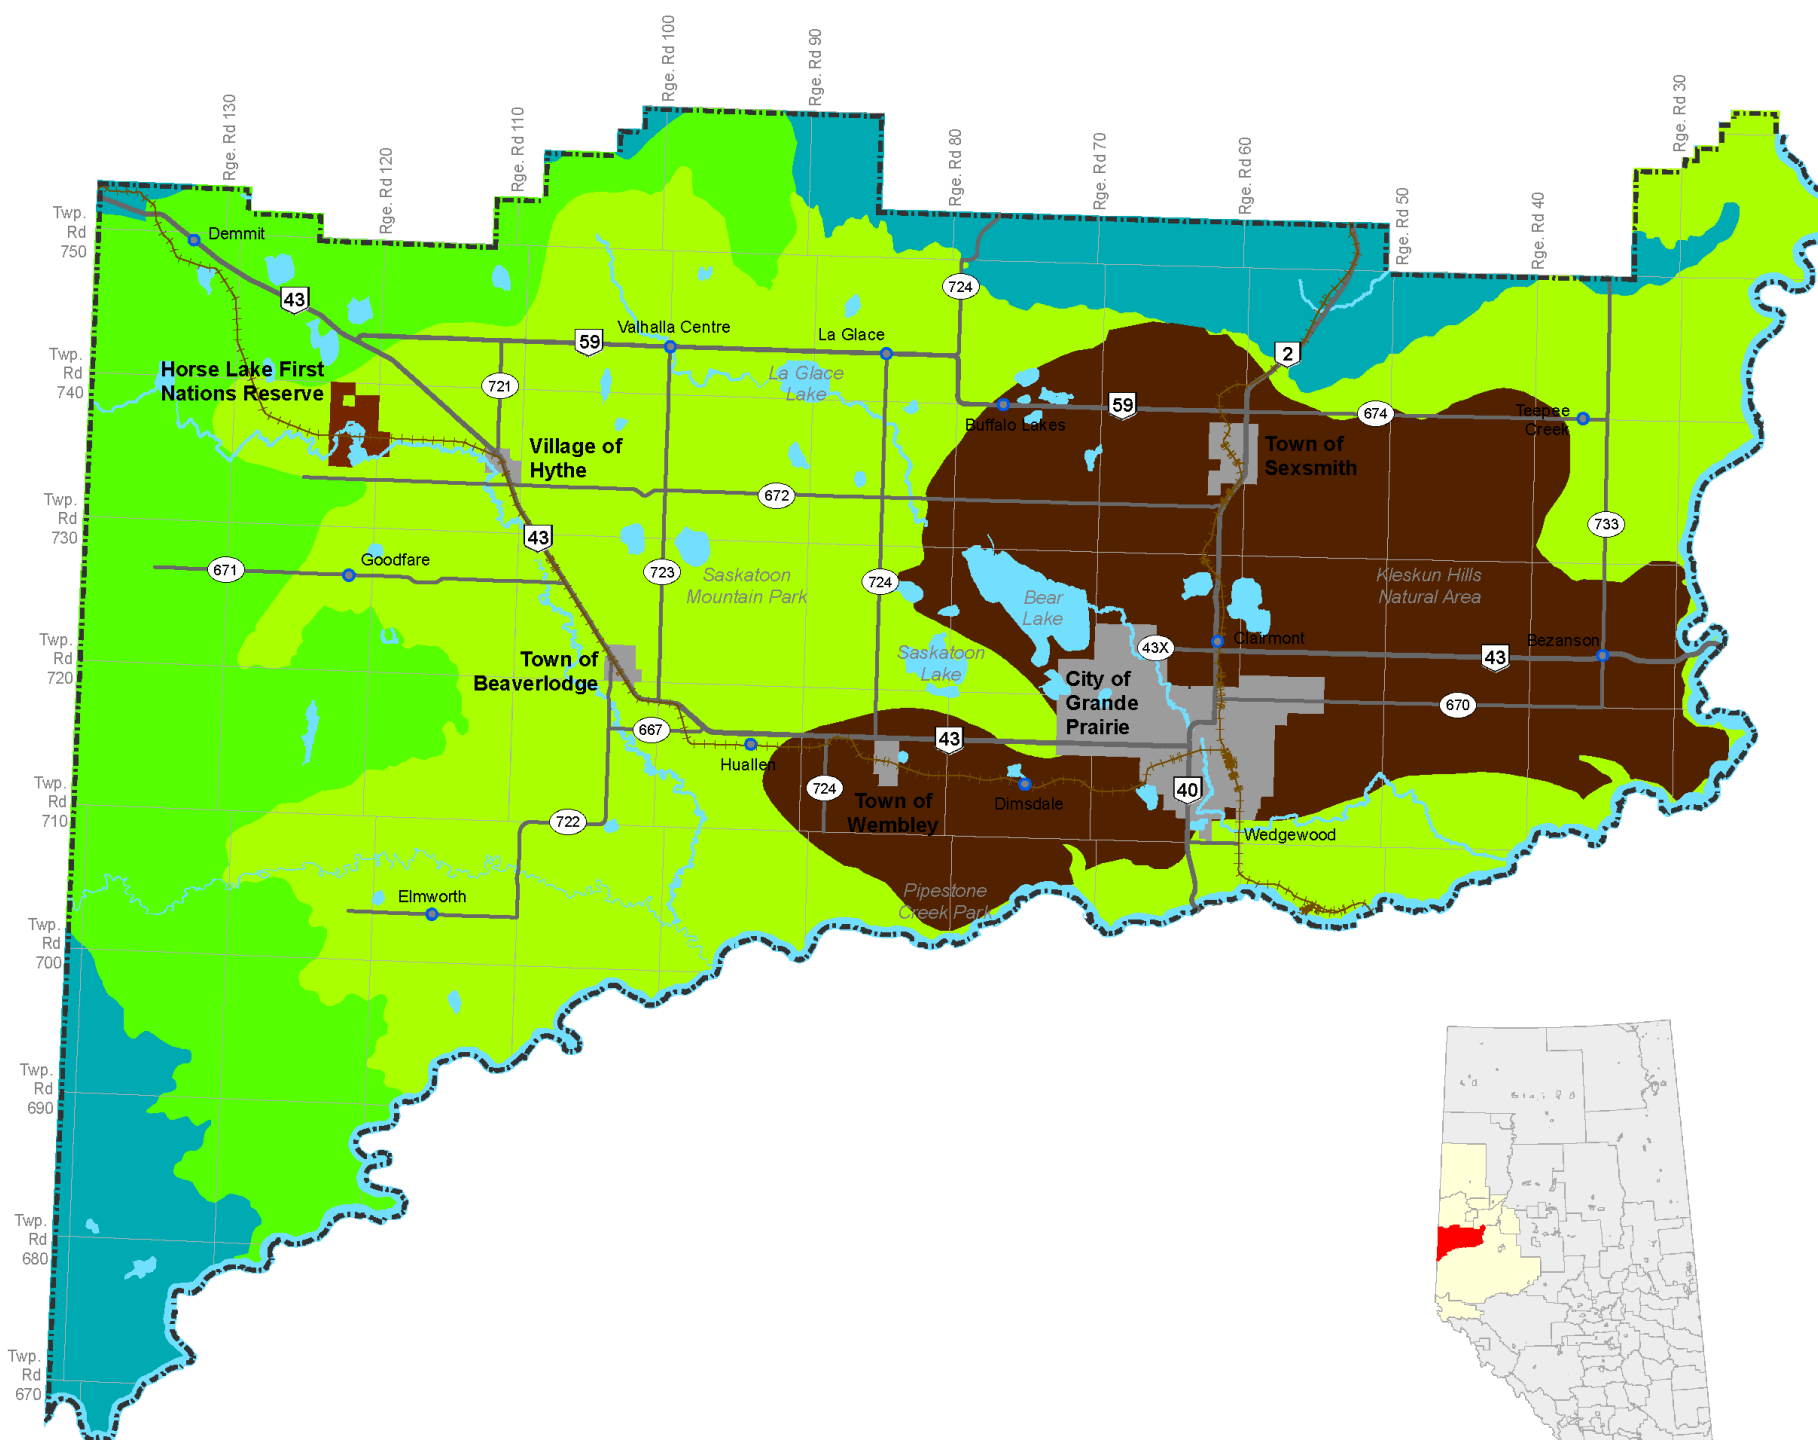 Rge. Rd 130
Rge. Rd 120
Rge. Rd 110
Rge. Rd 100
Rge. Rd 90
Rge. Rd 80
Rge. Rd 70
Rge. Rd 60
Rge. Rd 50
Rge. Rd 40
Rge. Rd 30
Twp.
Rd
750
Demmit
43
724
Valhalla Centre
La Glace
59
2
Twp.
Rd
740
Horse Lake First
Nations Reserve
721
La Glace
Lake
59
674
Teepee
Creek
Buffalo Lakes
Village of
Hythe
Town of
Sexsmith
Twp.
Rd
730
672
43
733
671
Goodfare
723
Saskatoon
Mountain Park
724
Bear
Lake
Kleskun Hills
Natural Area
Twp.
Rd
720
Town of
Beaverlodge
Saskatoon
Lake
43X
Clairmont
43
Bezanson
City of
Grande
Prairie
670
667
43
Huallen
Twp.
Rd
710
722
724
Town of
Wembley
Dimsdale
40
Wedgewood
Elmworth
Pipestone
Creek Park
Twp.
Rd
700
Twp.
Rd
690
Twp.
Rd
680
Twp.
Rd
670